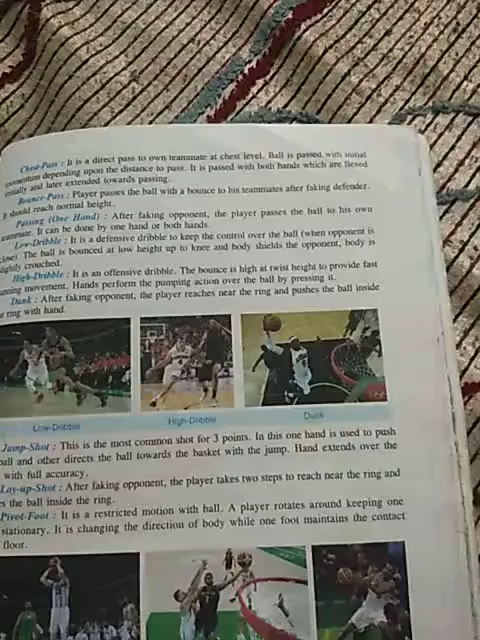 Chest-Pass : It is a direct pass to own teammate at chest level. Ball is passed with initial
momentum depending upon the distance to pass. It is passed with both hands which are flexed
initially and later extended towards passing.
Bounce-Pass : Player passes the ball with a bounce to his teammates after faking defender.
It should reach normal height.
Passing (One Hand) : After faking opponent, the player passes the ball to his own
teammate. It can be done by one hand or both hands.
Low-Dribble : It is a defensive dribble to keep the control over the ball (when opponent is
close) The ball is bounced at low height up to knee and body shields the opponent, body is
slightly crouched.
High-Dribble : It is an offensive dribble. The bounce is high at twist height to provide fast
movement. Hands perform the pumping action over the ball by pressing it.
Dunk : After faking opponent, the player reaches near the ring and pushes the ball inside
ring with hand.
Low-Dribble
High-Dribble
Dunk
Jump-Shot : This is the most common shot for 3 points. In this one hand is used to push
ball and other directs the ball towards the basket with the jump. Hand extends over the
with full accuracy.
Lay-up-Shot : After faking opponent, the player takes two steps to reach near the ring and
the ball inside the ring.
Pivot-Foot : It is a restricted motion with ball. A player rotates around keeping one
stationary. It is changing the direction of body while one foot maintains the contact
floor.